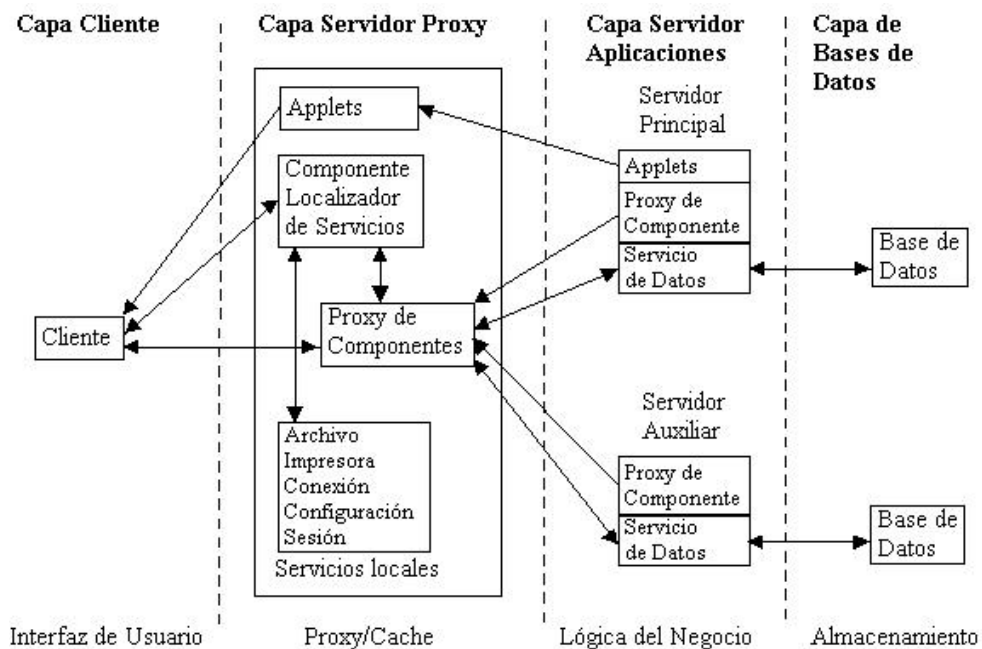 Capa Cliente
Capa Servidor Proxy
Capa Servidor
Aplicaciones
Capa de
Bases de
Datos
Applets
Componente
Localizador
de Servicios
Proxy de
Componentes
Cliente
Archivo
Impresora
Conexión
Configuración
Sesión
Servicios locales
Servidor
Principal
Applets
Proxy de
Componente
Servicio
de Datos
Base de
Datos
Servidor
Auxiliar
Proxy de
Componente
Servicio
de Datos
Base de
Datos
Interfaz de Usuario
Proxy/Cache
Lógica del Negocio
Almacenamiento